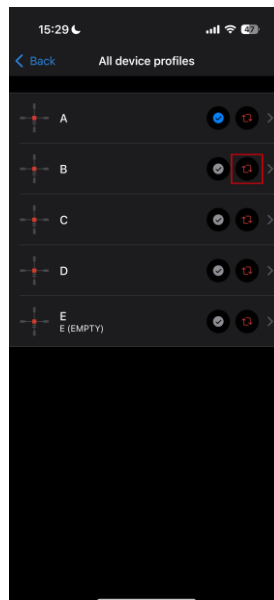 15:29
47
Back
All device profiles
A
B
C
D
E
E (EMPTY)